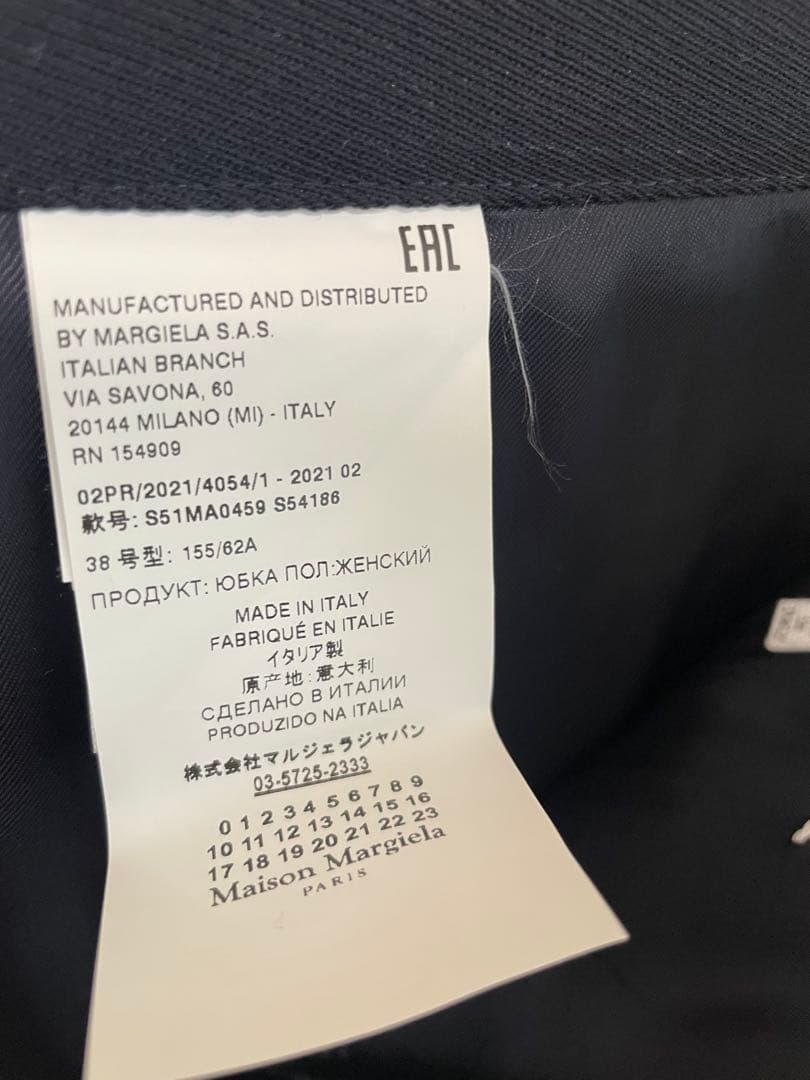 EAC
MANUFACTURED AND DISTRIBUTED
BY MARGIELA S.A.S.
ITALIAN BRANCH
VIA SAVONA, 60
20144 MILANO (MI) - ITALY
RN 154909
02PR/2021/4054/1 - 2021 02
款号: S51MA0459 S54186
38 号型: 155/62A
ПРОДУКТ: ЮБКА ПОЛ:ЖЕНСКИЙ
MADE IN ITALY
FABRIQUÉ EN ITALIE
イタリア製
原产地:意大利
СДЕЛАНО В ИТАЛИИ
PRODUZIDO NA ITALIA
株式会社マルジェラジャパン
03-5725-2333
0 1 2 3 4 5 6 7 8 9
10 11 12 13 14 15 16
17 18 19 20 21 22 23
Maison Margiela
PARIS